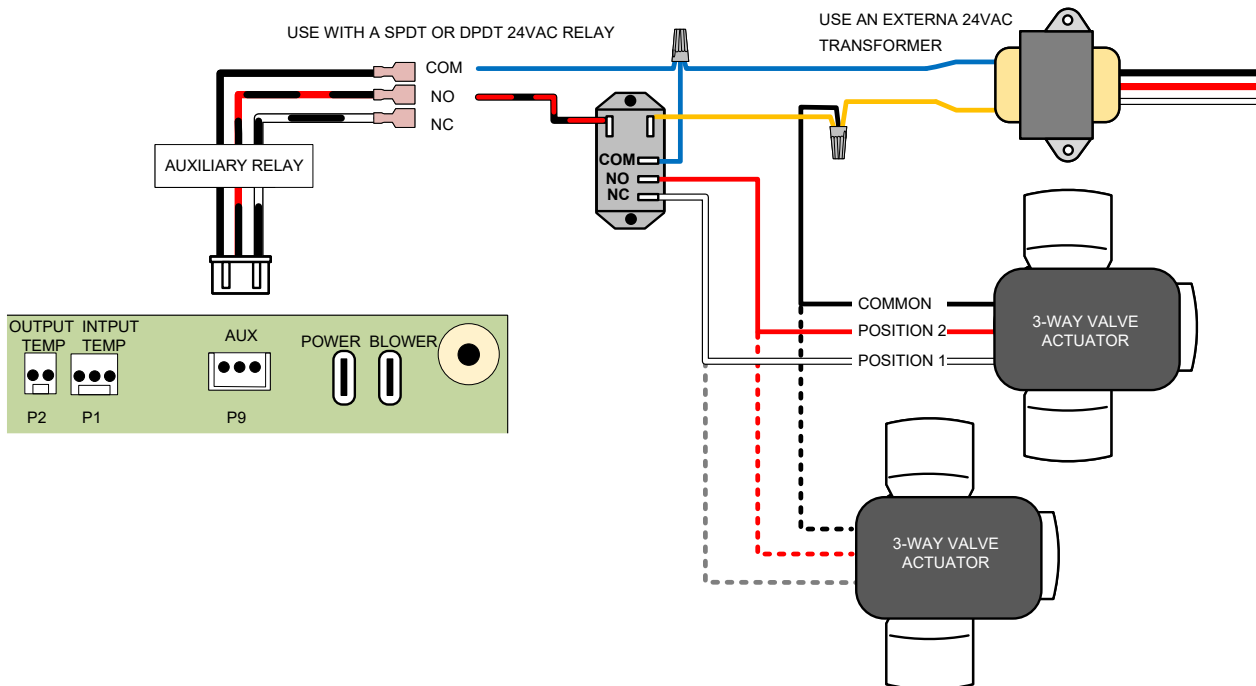 USE WITH A SPDT OR DPDT 24VAC RELAY
USE AN EXTERNA 24VAC
TRANSFORMER
COM
NO
NC
AUXILIARY RELAY
COM
NO
NC
COMMON
POSITION 2
POSITION 1
3-WAY VALVE
ACTUATOR
OUTPUT
TEMP
INTPUT
TEMP
AUX
POWER
BLOWER
P2
P1
P9
3-WAY VALVE
ACTUATOR